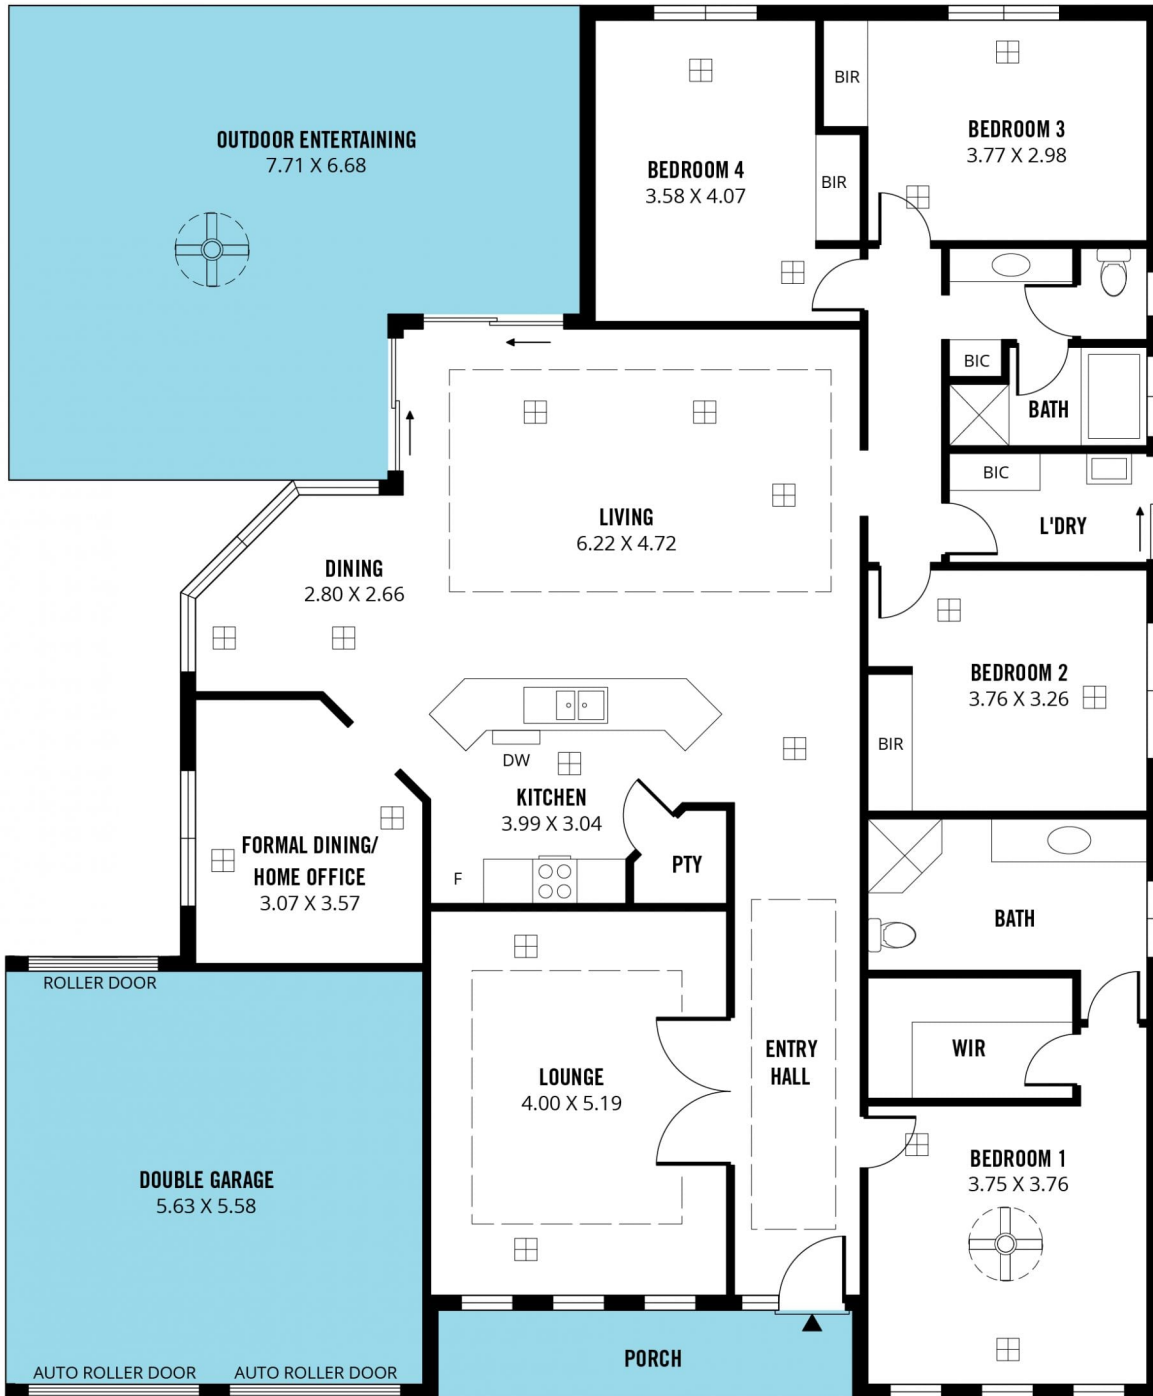 OUTDOOR ENTERTAINING
7.71 X 6.68
BEDROOM 4
3.58 X 4.07
BIR
BIR
BEDROOM 3
3.77 X 2.98
BIC
BATH
BIC
L'DRY
LIVING
6.22 X 4.72
DINING
2.80 X 2.66
BEDROOM 2
3.76 X 3.26
BIR
DW
KITCHEN
3.99 X 3.04
F
PTY
FORMAL DINING/
HOME OFFICE
3.07 X 3.57
BATH
WIR
ROLLER DOOR
LOUNGE
4.00 X 5.19
ENTRY
HALL
DOUBLE GARAGE
5.63 X 5.58
BEDROOM 1
3.75 X 3.76
AUTO ROLLER DOOR
AUTO ROLLER DOOR
PORCH